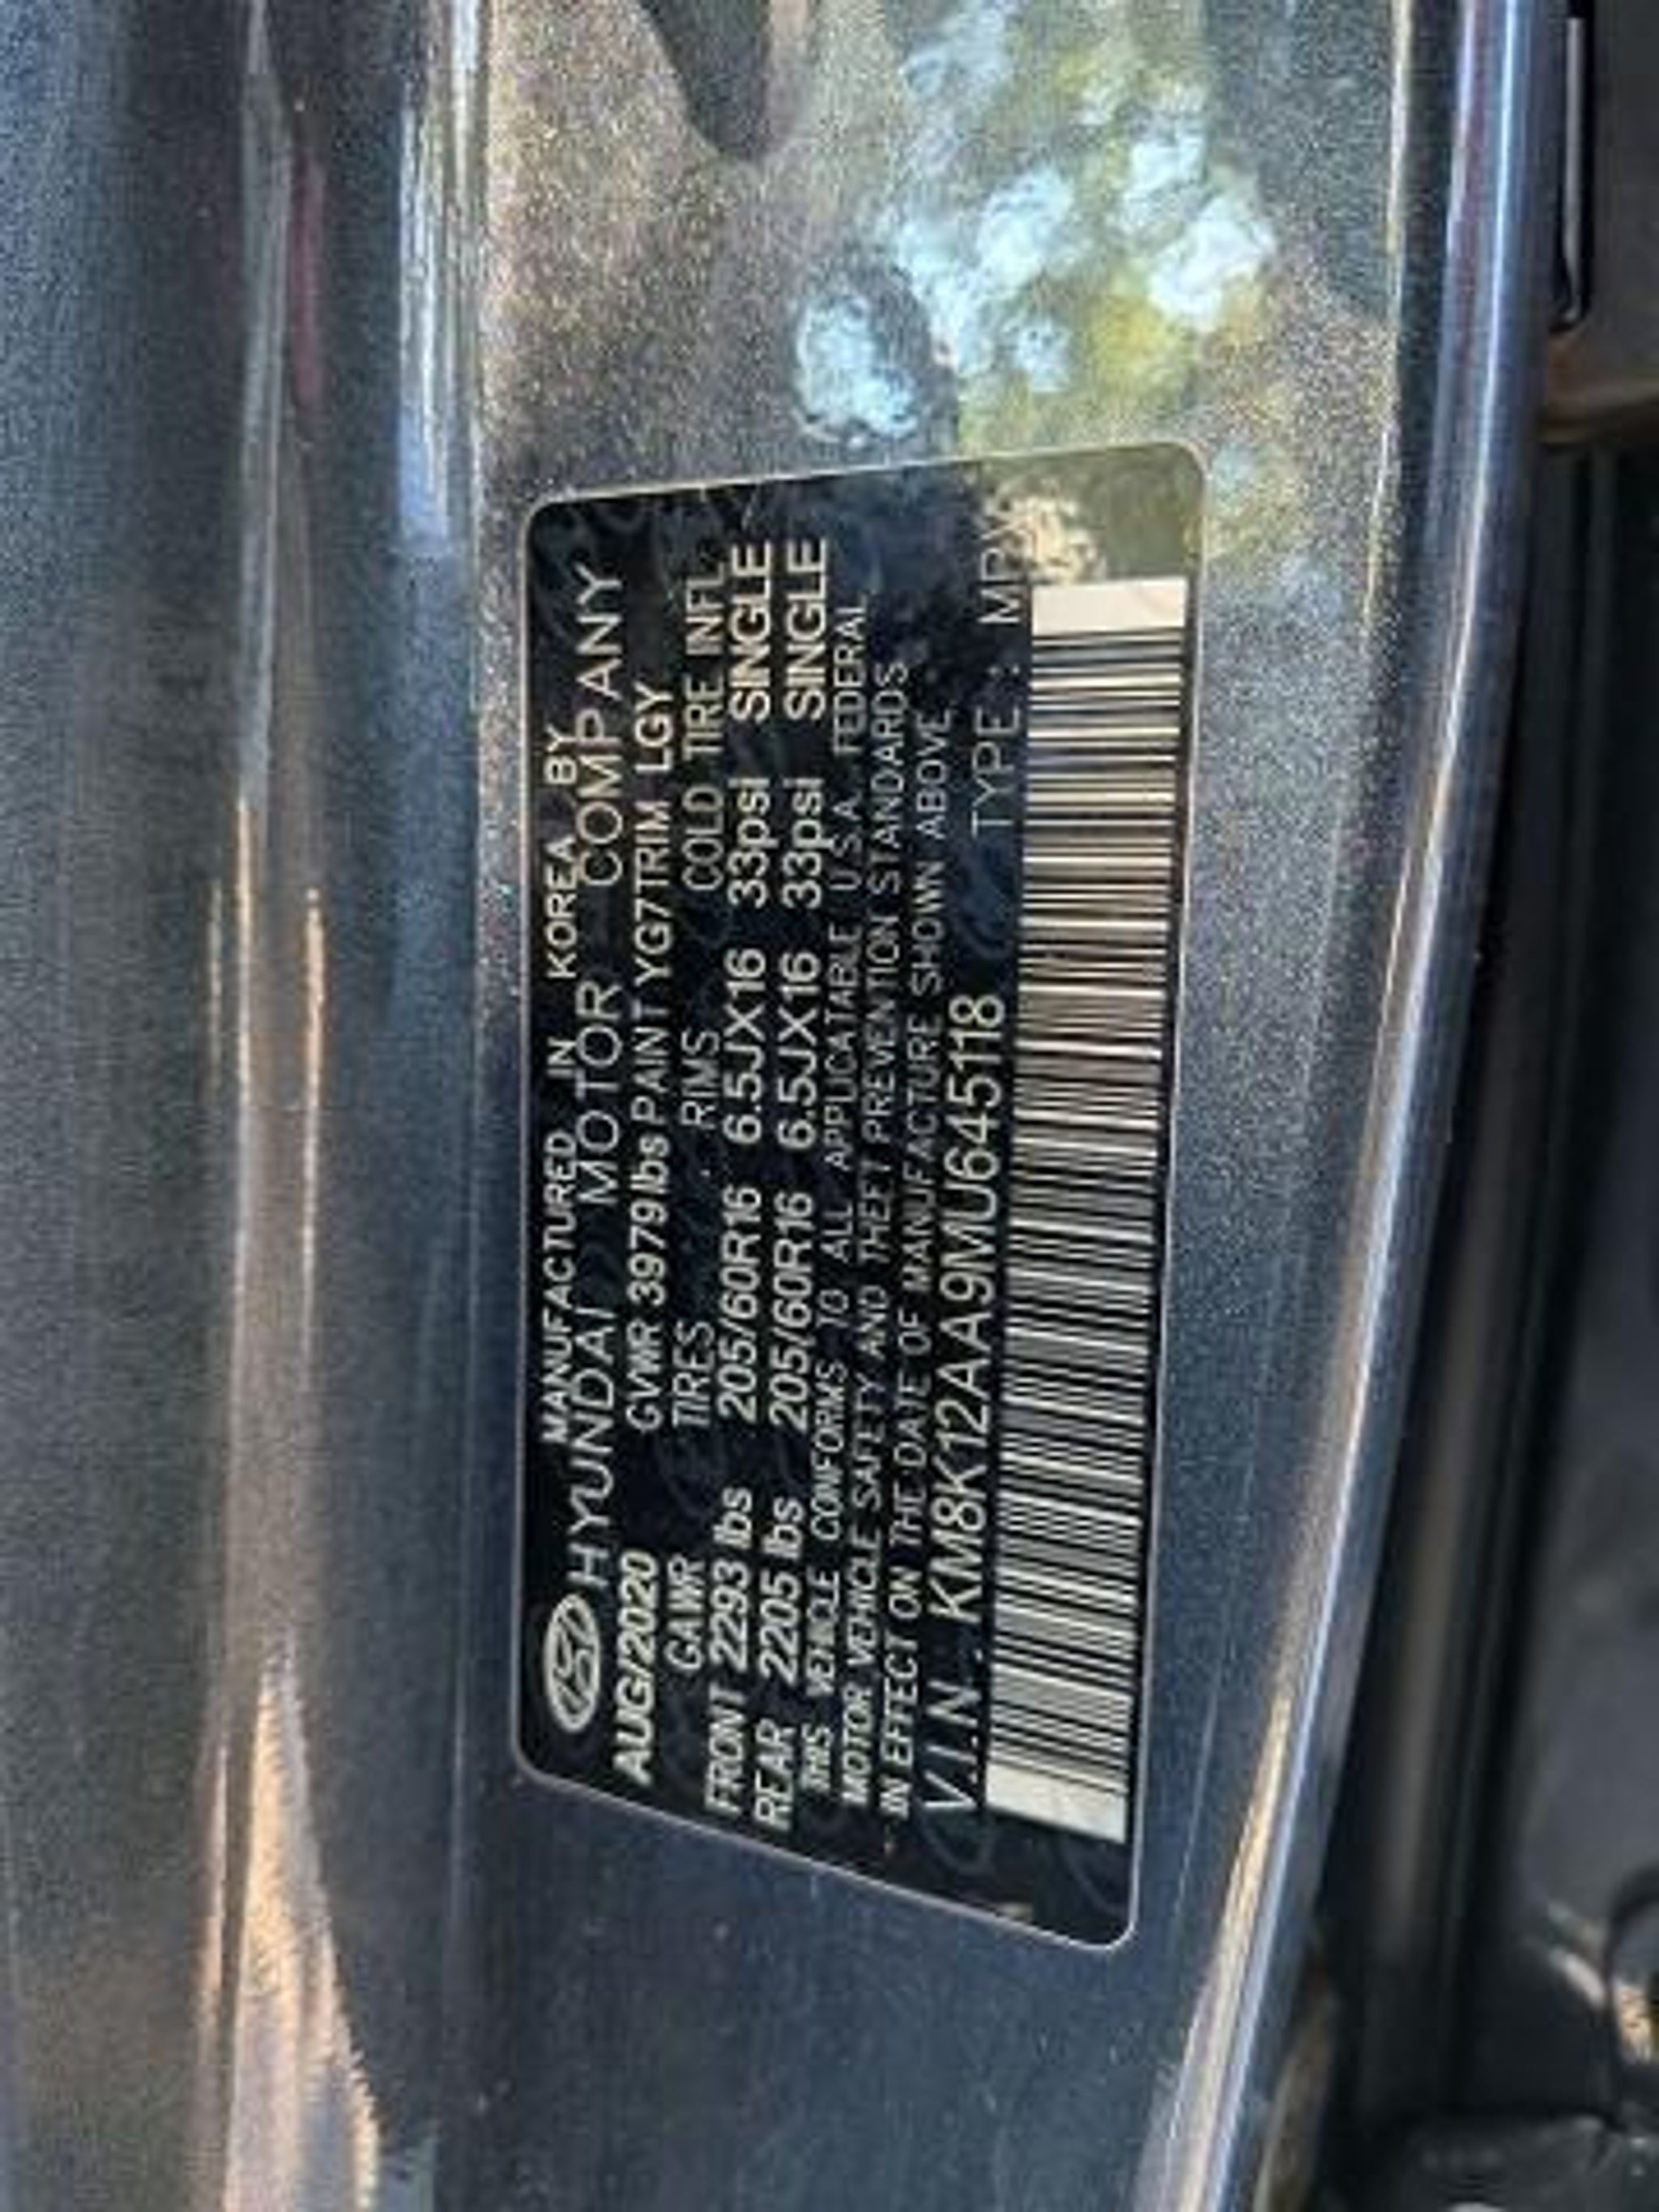 MANUFACTURED IN KOREA BY
HYUNDAI MOTOR COMPANY
AUG/2020 GVWR 3979lbs PAINT YG7 TRIM LGY
GAWR TIRES RIMS COLD TIRE INFL.
FRONT 2293 lbs 205/60R16 6.5JX16 33psi SINGLE
REAR 2205 lbs 205/60R16 6.5JX16 33psi SINGLE
THIS VEHICLE CONFORMS TO ALL APPLICATABLE U.S.A. FEDERAL
MOTOR VEHICLE SAFETY AND THEFT PREVENTION STANDARDS
IN EFFECT ON THE DATE OF MANUFACTURE SHOWN ABOVE.
V.I.N. : KM8K12AA9MU645118 TYPE : MPV